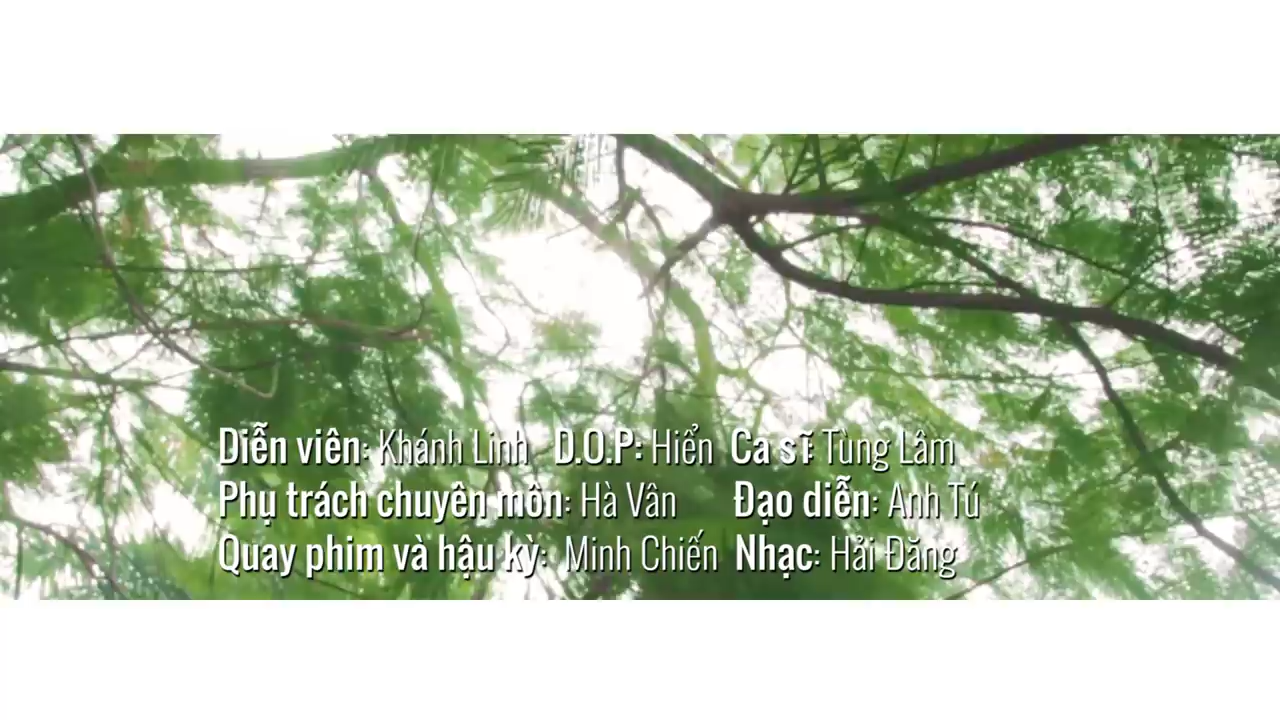 Diễn viên: Khánh Linh D.O.P: Hiển Ca sĩ: Tùng Lâm
Phụ trách chuyên môn: Hà Vân Đạo diễn: Anh Tú
Quay phim và hậu kỳ: Minh Chiến Nhạc: Hải Đăng